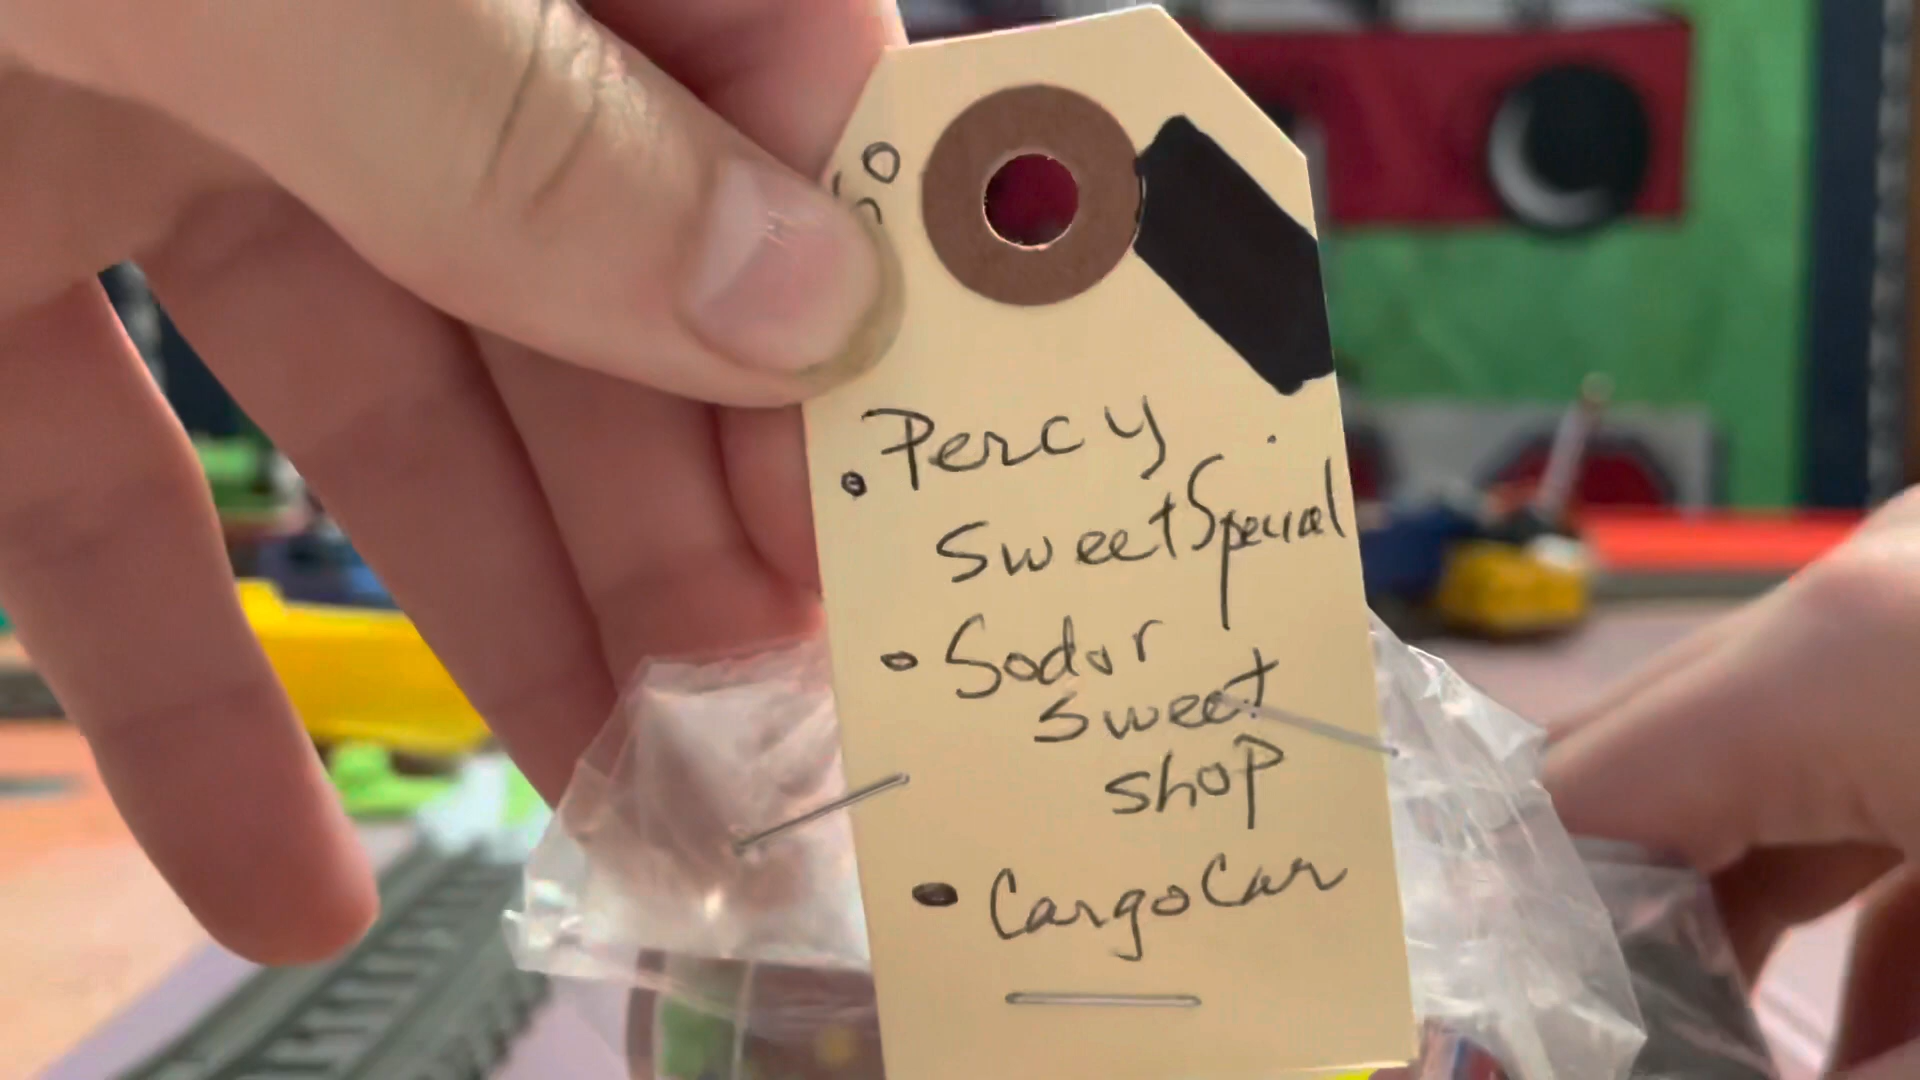 • Percy
Sweet Special
• Sodor
Sweet
Shop
• Cargo Car